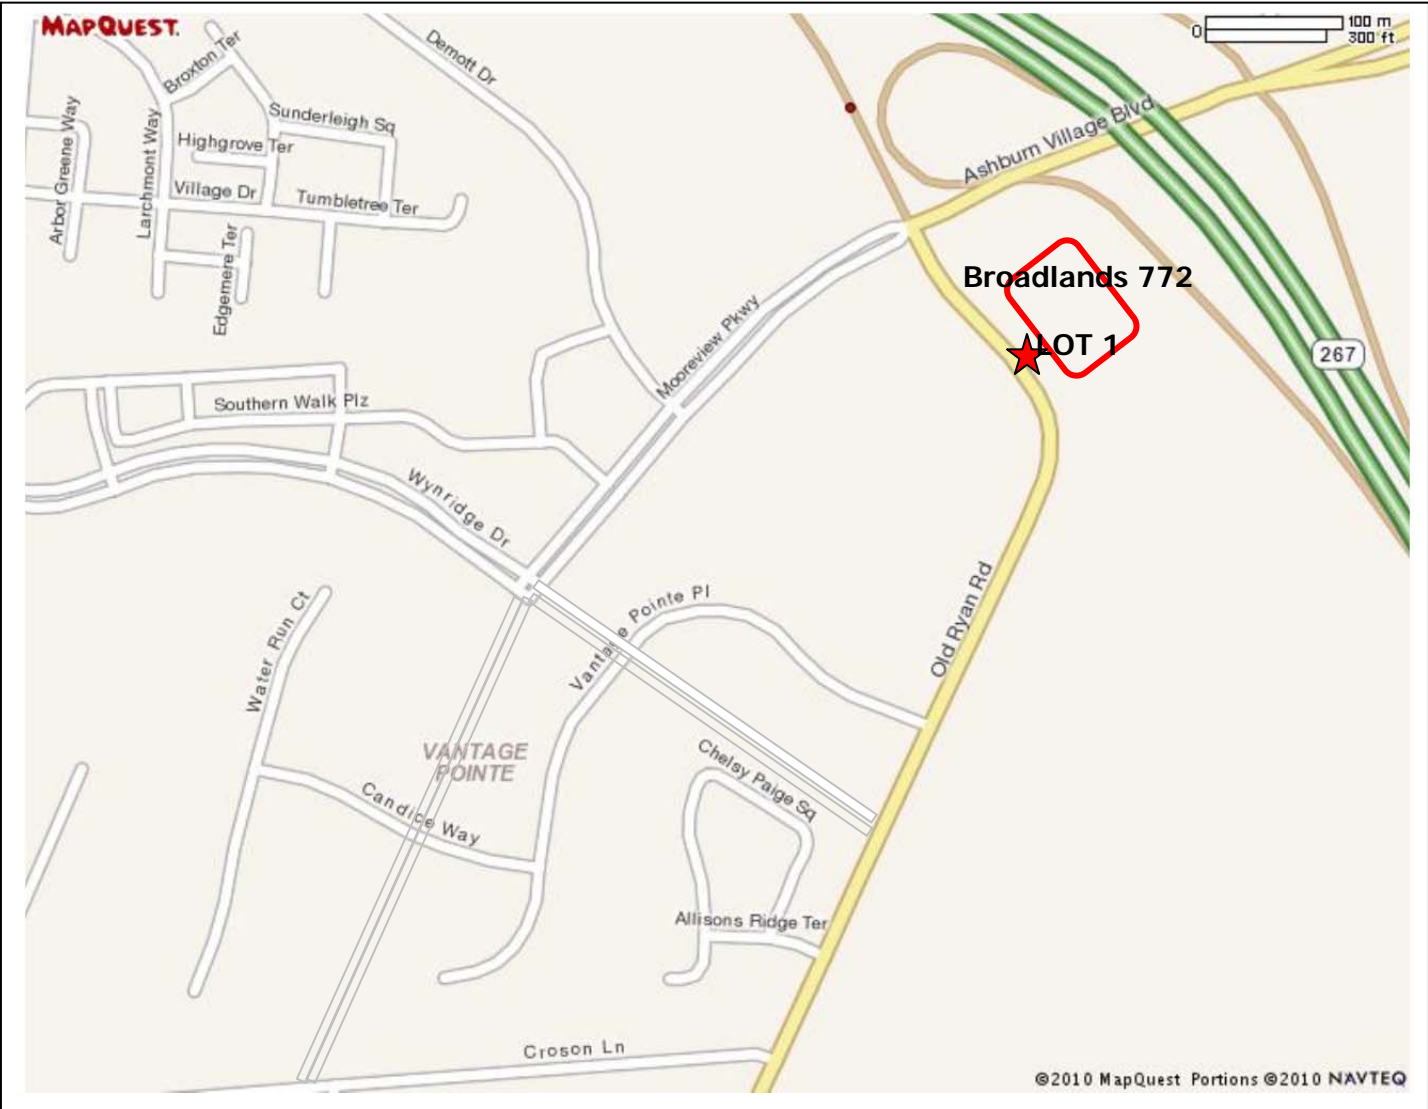 MAPQUEST.
0
100 m
300 ft
Broxton Ter
Demott Dr
Sunderleigh Sq
Arbor Greene Way
Larchmont Way
Highgrove Ter
Village Dr
Tumbletree Ter
Edgemere Ter
Ashburn Village Blvd
Broadlands 772
LOT 1
267
Mooreview Pkwy
Southern Walk Plz
Wynridge Dr
Water Run Ct
Vantage Pointe Pl
Old Ryan Rd
VANTAGE
POINTE
Chelsy Paige Sq
Candice Way
Allisons Ridge Ter
Croson Ln
©2010 MapQuest Portions ©2010 NAVTEQ